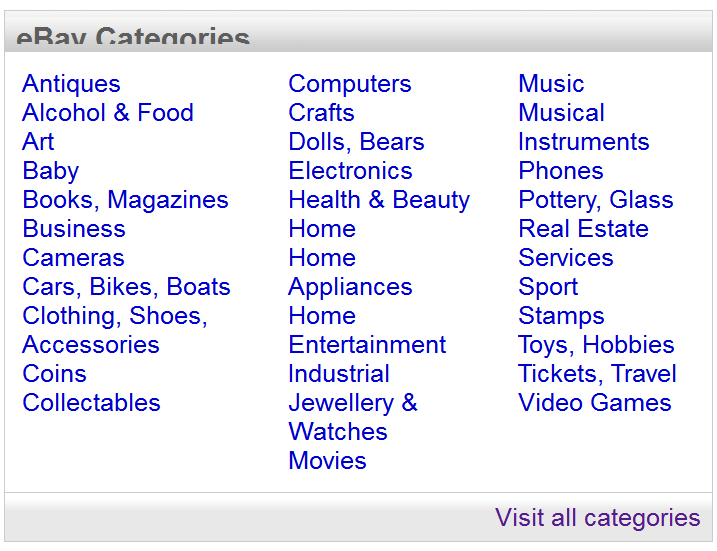 eBay Categories
Antiques
Alcohol & Food
Art
Baby
Books, Magazines
Business
Cameras
Cars, Bikes, Boats
Clothing, Shoes,
Accessories
Coins
Collectables
Computers
Crafts
Dolls, Bears
Electronics
Health & Beauty
Home
Home
Appliances
Home
Entertainment
Industrial
Jewellery &
Watches
Movies
Music
Musical
Instruments
Phones
Pottery, Glass
Real Estate
Services
Sport
Stamps
Toys, Hobbies
Tickets, Travel
Video Games
Visit all categories